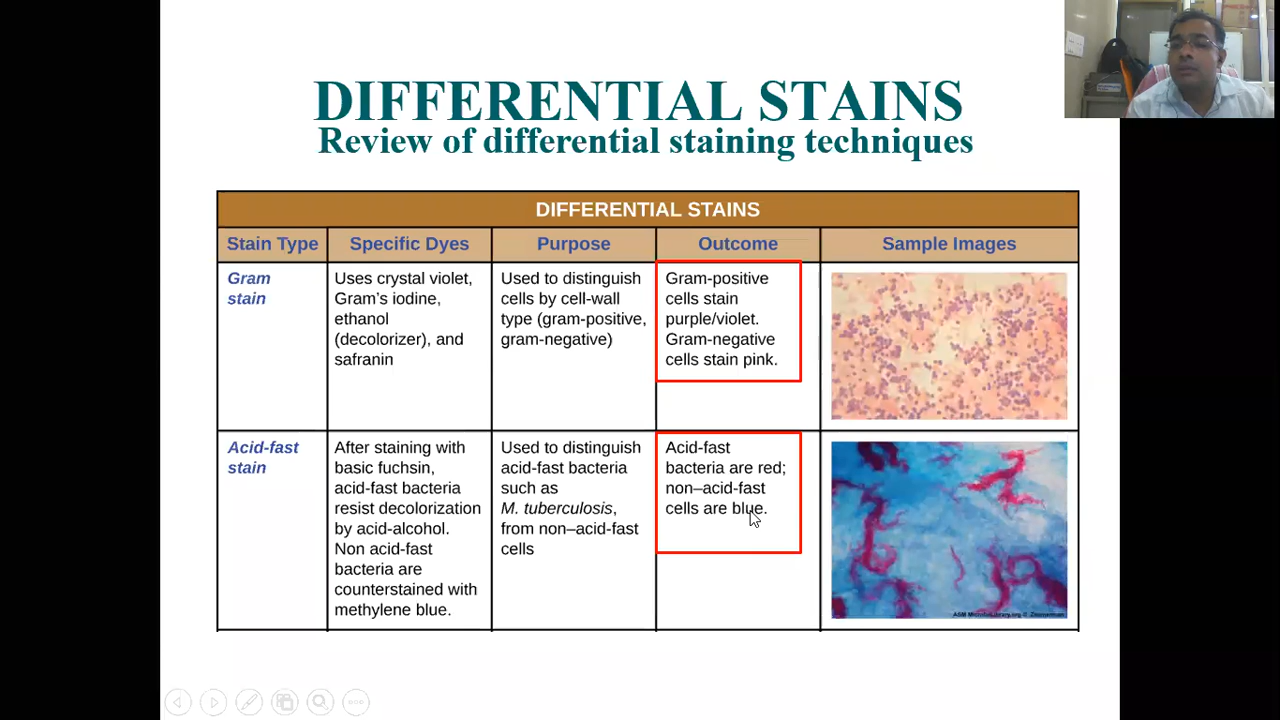 DIFFERENTIAL STAINS
Review of differential staining techniques
DIFFERENTIAL STAINS
Stain Type
Specific Dyes
Purpose
Outcome
Sample Images
Gram
stain
Uses crystal violet,
Gram's iodine,
ethanol
(decolorizer), and
safranin
Used to distinguish
cells by cell-wall
type (gram-positive,
gram-negative)
Gram-positive
cells stain
purple/violet.
Gram-negative
cells stain pink.
Acid-fast
stain
After staining with
basic fuchsin,
acid-fast bacteria
resist decolorization
by acid-alcohol.
Non acid-fast
bacteria are
counterstained with
methylene blue.
Used to distinguish
acid-fast bacteria
such as
M. tuberculosis,
from non–acid-fast
cells
Acid-fast
bacteria are red;
non–acid-fast
cells are blue.
ASM MicrobeLibrary.org © Zimmerman